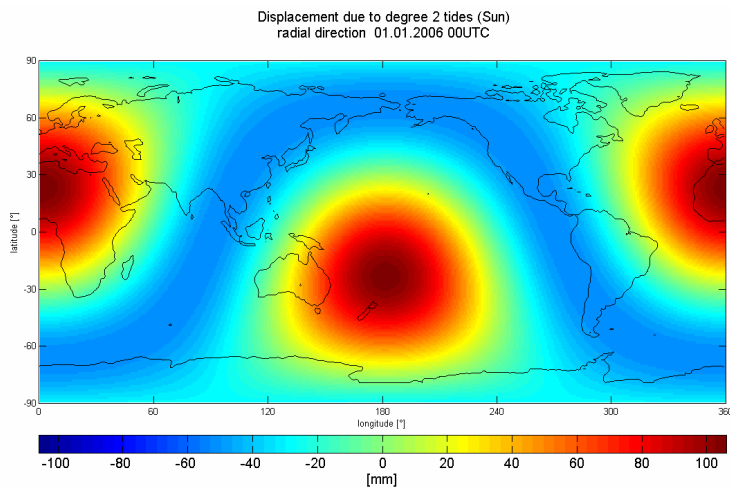 Displacement due to degree 2 tides (Sun)
radial direction 01.01.2006 00UTC
90
60
30
0
-30
-60
-90
latitude [°]
0 60 120 180 240 300 360
longitude [°]
-100 -80 -60 -40 -20 0 20 40 60 80 100
[mm]